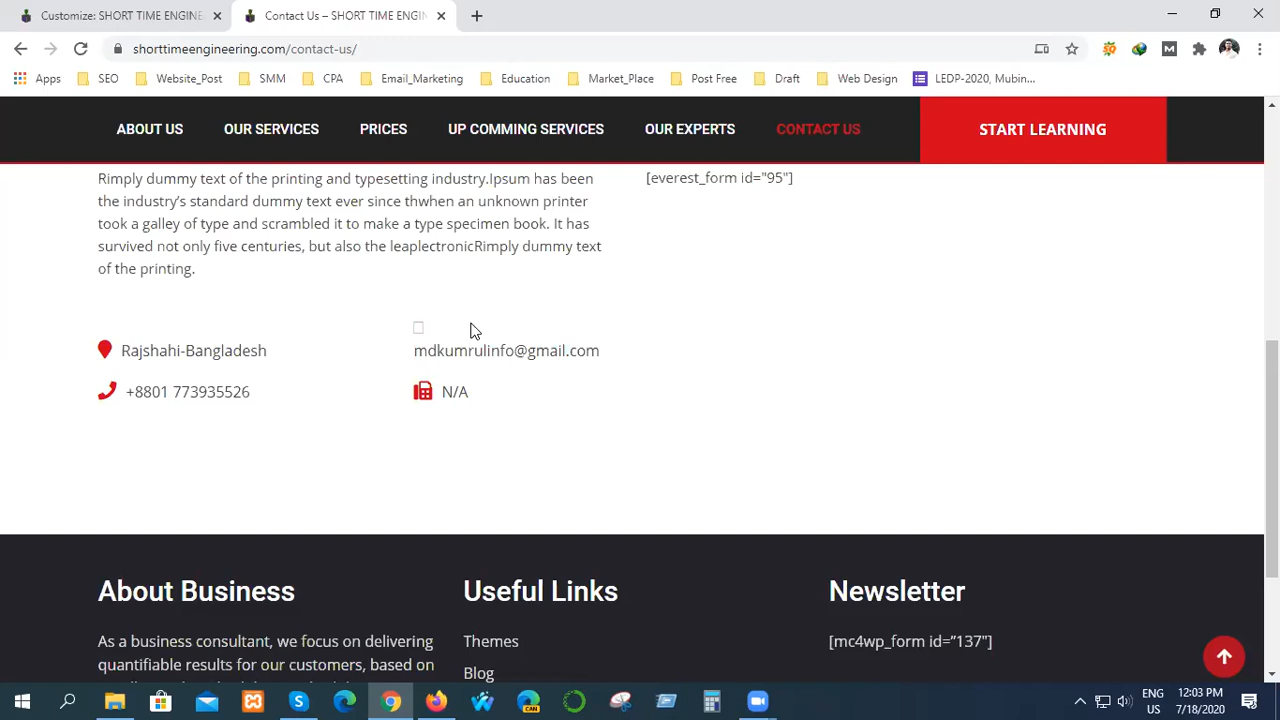 Customize: SHORT TIME ENGINE
Contact Us – SHORT TIME ENGIN
shorttimeengineering.com/contact-us/
Apps SEO Website_Post SMMI CPA Email_Marketing Education Market_Place Post Free Draft Web Design LEDP-2020, Mubin...
ABOUT US OUR SERVICES PRICES UP COMMING SERVICES OUR EXPERTS CONTACT US START LEARNING
Rimply dummy text of the printing and typesetting industry.Ipsum has been
the industry's standard dummy text ever since thwhen an unknown printer
took a galley of type and scrambled it to make a type specimen book. It has
survived not only five centuries, but also the leaplectronicRimply dummy text
of the printing.
[everest_form id="95"]
Rajshahi-Bangladesh
mdkumrulinfo@gmail.com
+8801 773935526
N/A
About Business
As a business consultant, we focus on delivering
quantifiable results for our customers, based on
Useful Links
Themes
Blog
Newsletter
[mc4wp_form id="137"]
ENG
US
12:03 PM
7/18/2020